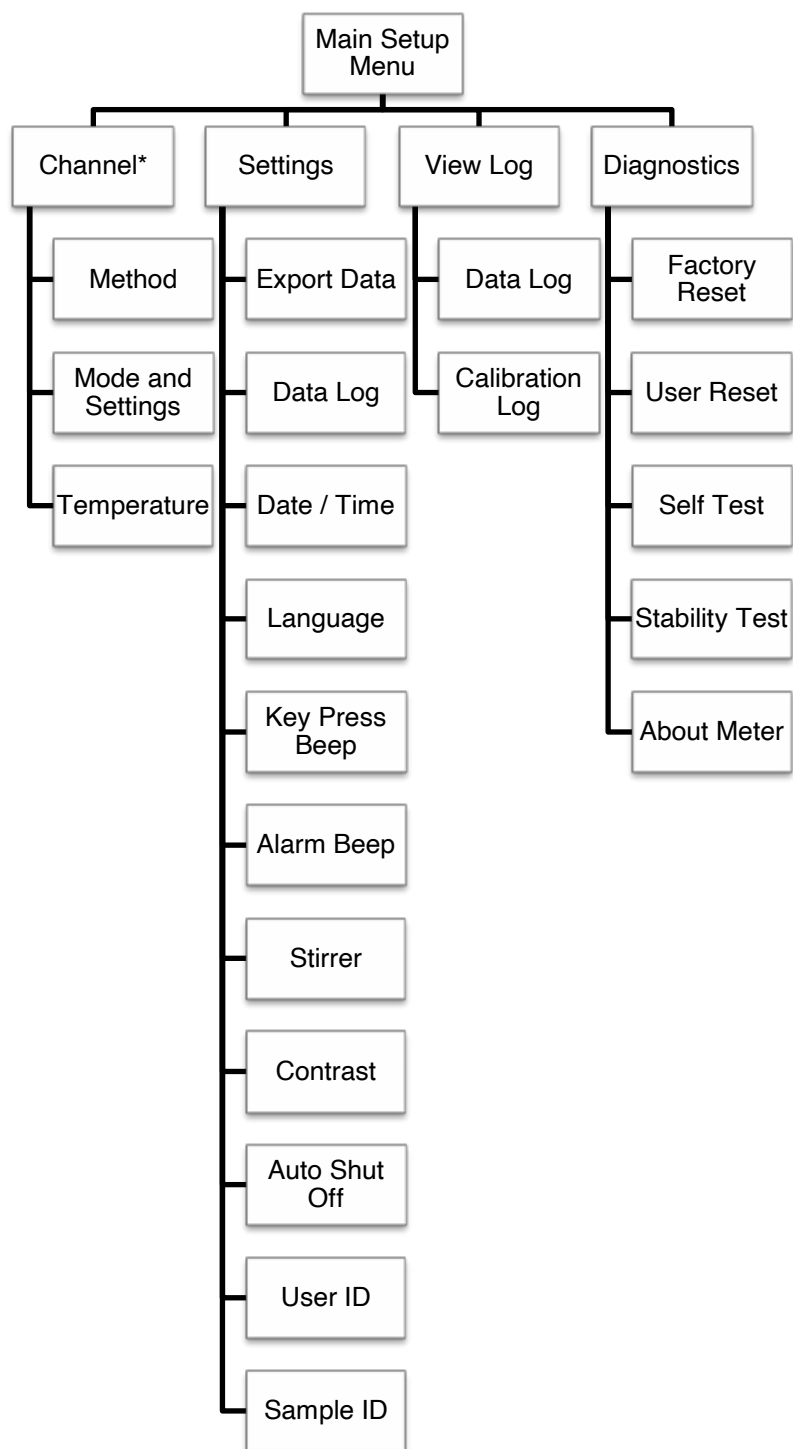 Main Setup
Menu
Channel*
Settings
View Log
Diagnostics
Method
Mode and
Settings
Temperature
Export Data
Data Log
Date / Time
Language
Key Press
Beep
Alarm Beep
Stirrer
Contrast
Auto Shut
Off
User ID
Sample ID
Data Log
Calibration
Log
Factory
Reset
User Reset
Self Test
Stability Test
About Meter